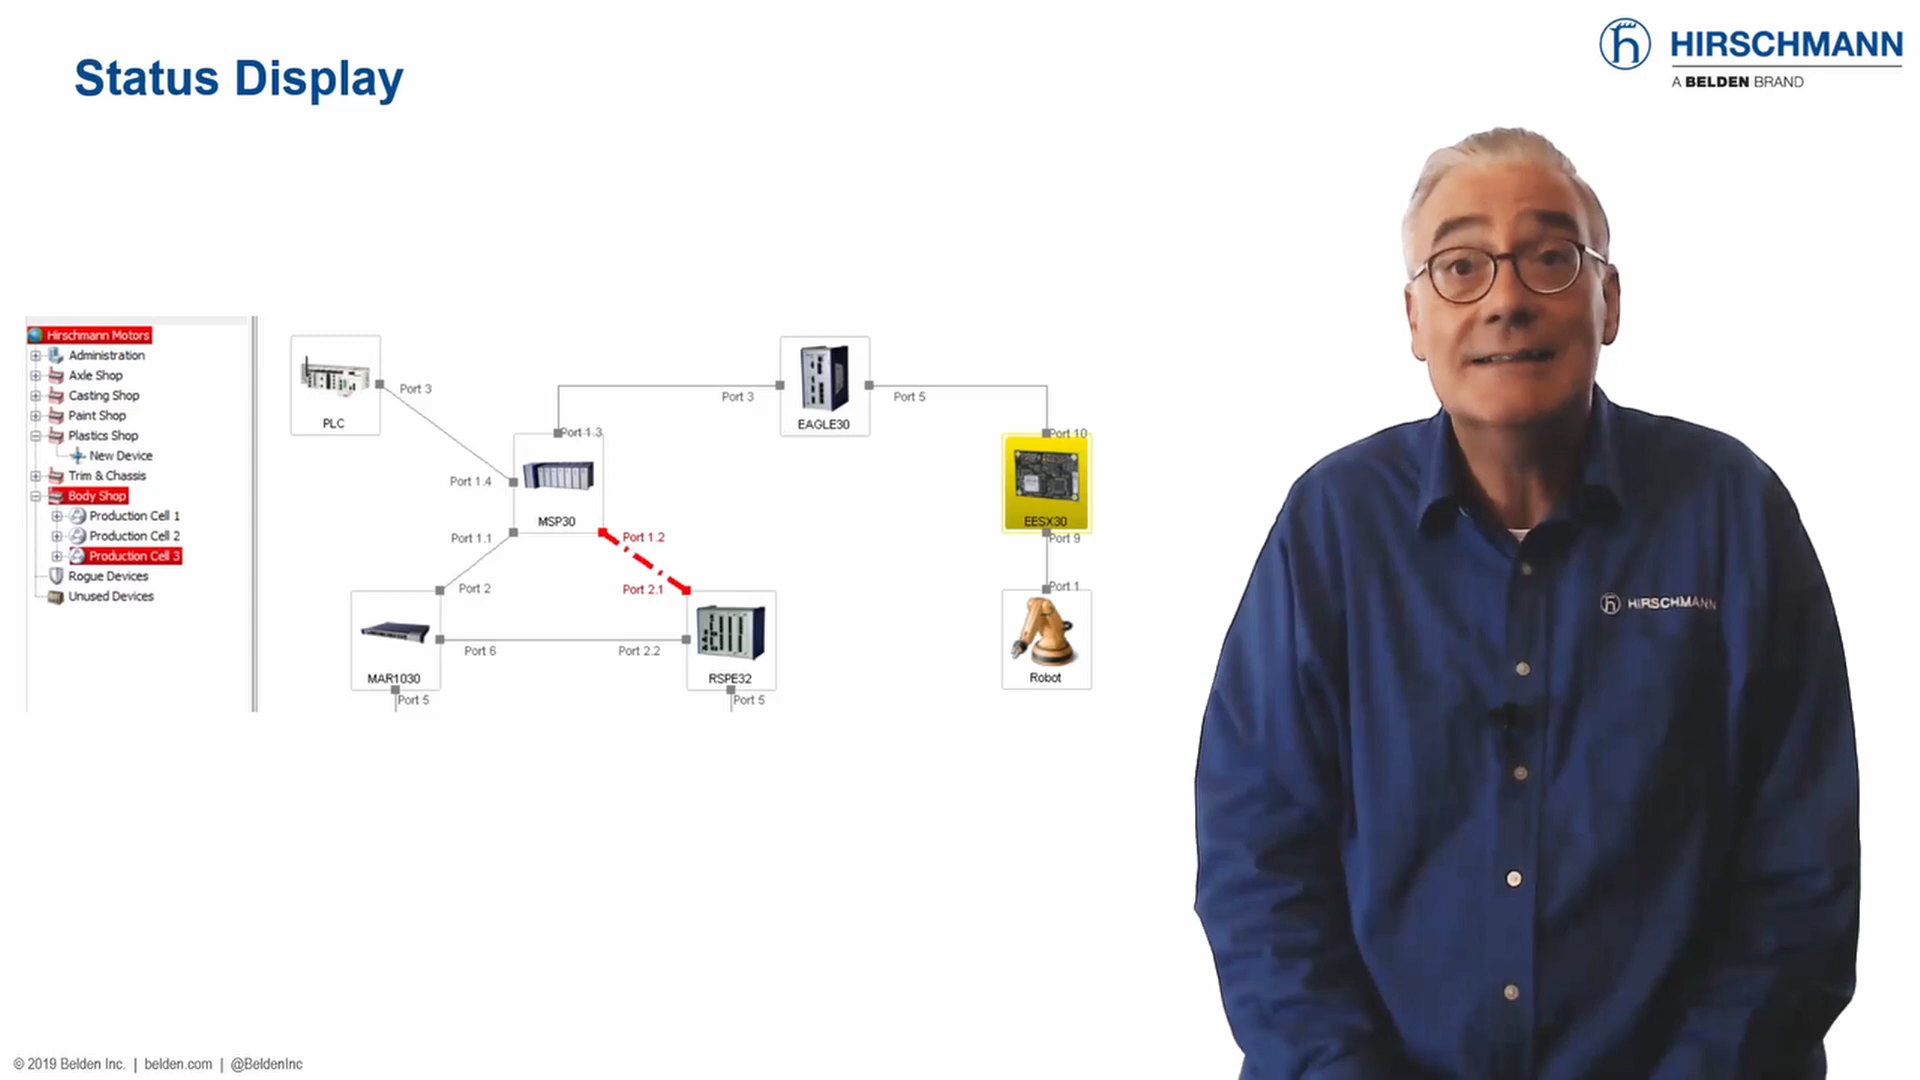 Status Display
HIRSCHMANN
A BELDEN BRAND
Hirschmann Motors
Administration
Axle Shop
Casting Shop
Paint Shop
Plastics Shop
New Device
Trim & Chassis
Body Shop
Production Cell 1
Production Cell 2
Production Cell 3
Rogue Devices
Unused Devices
PLC
Port 3
Port 3
EAGLE30
Port 5
Port 1.3
Port 1.4
MSP30
Port 1.1
Port 1.2
Port 10
EESX30
Port 9
Port 2
Port 2.1
Port 1
MAR1030
Port 6
Port 2.2
RSPE32
Robot
Port 5
Port 5
HIRSCHMANN
© 2019 Belden Inc. | belden.com | @BeldenInc